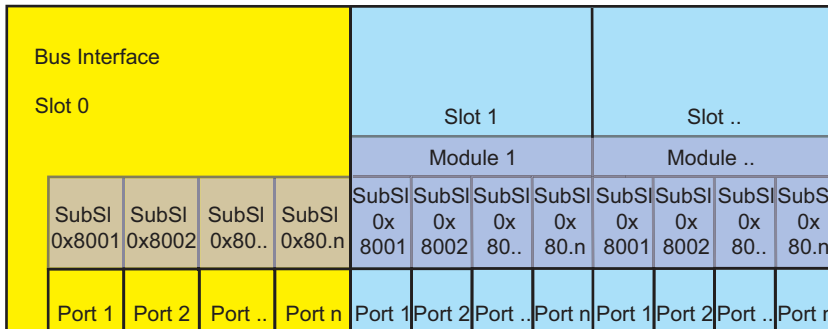 Bus Interface
Slot 0
Slot 1
Slot ..
Module 1
Module ..
SubSl
0x8001
SubSl
0x8002
SubSl
0x80..
SubSl
0x80.n
SubSl
0x
8001
SubSl
0x
8002
SubSl
0x
80..
SubSl
0x
80.n
SubSl
0x
8001
SubSl
0x
8002
SubSl
0x
80..
SubSl
0x
80.n
Port 1
Port 2
Port ..
Port n
Port 1
Port 2
Port ..
Port n
Port 1
Port 2
Port ..
Port n